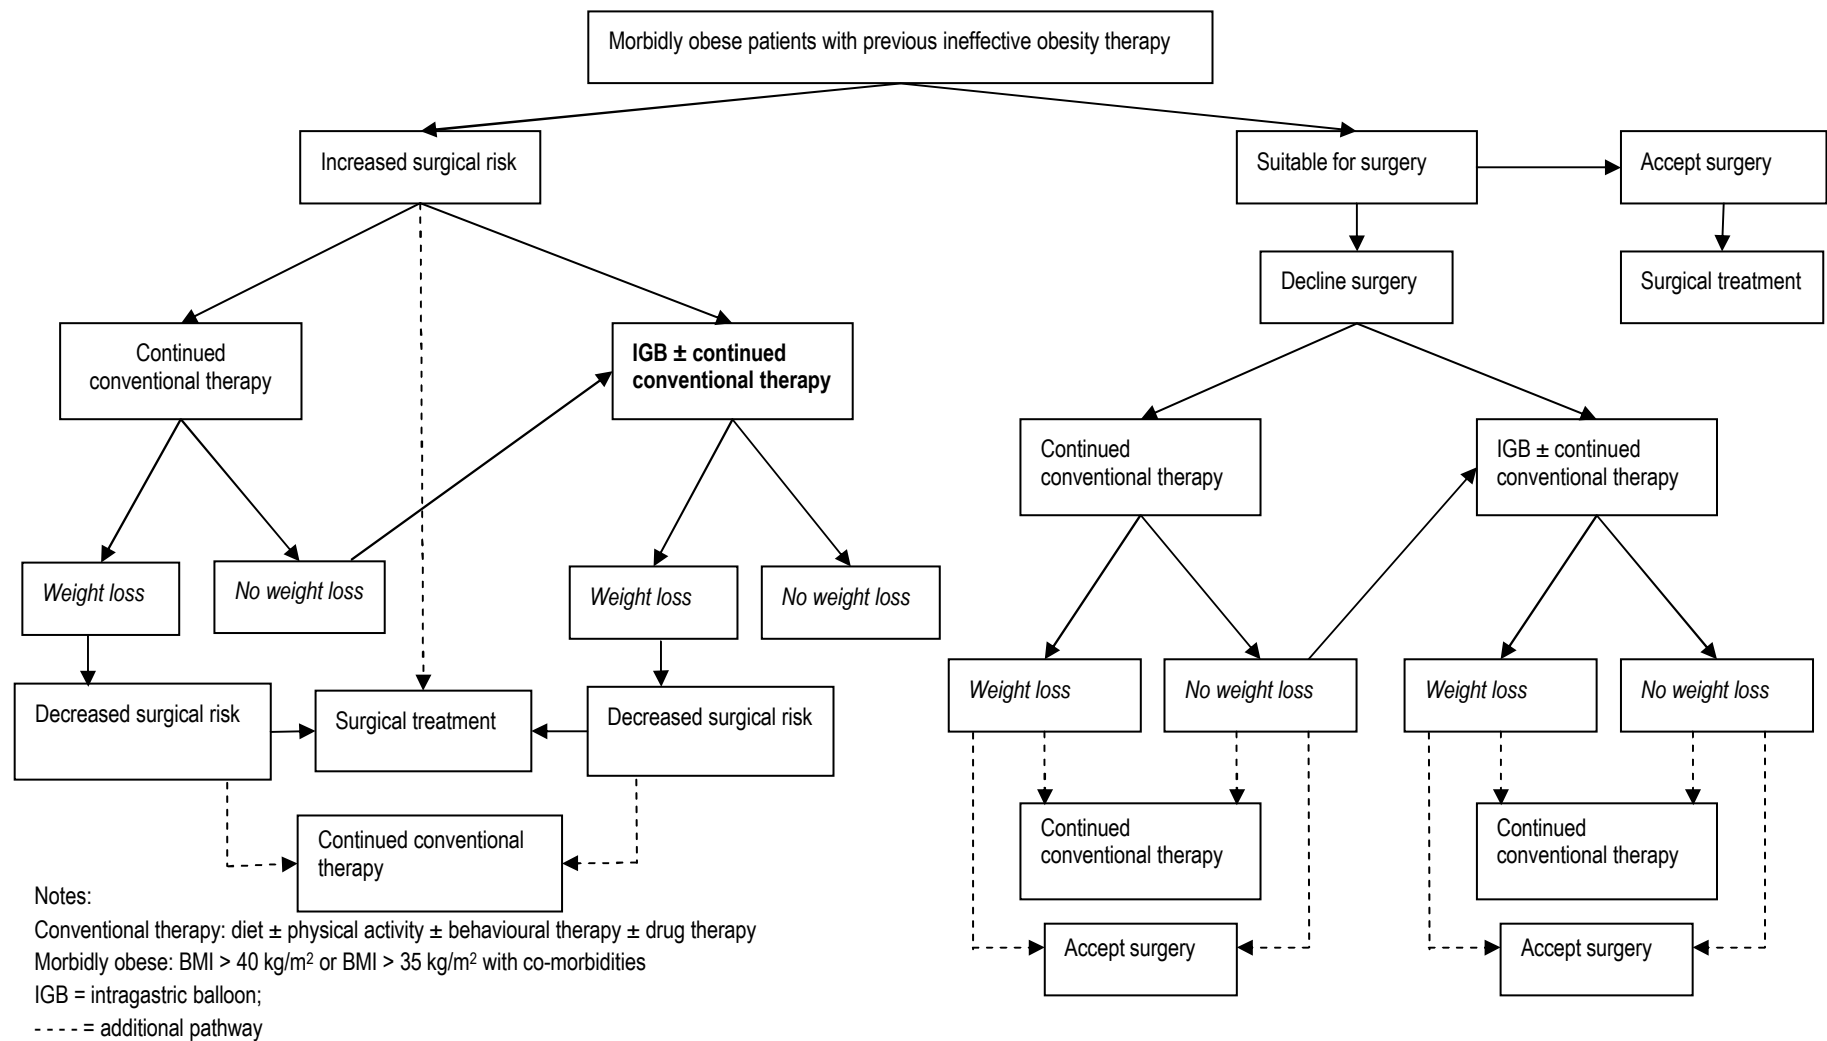 Morbidly obese patients with previous ineffective obesity therapy
Increased surgical risk
Suitable for surgery
Accept surgery
Decline surgery
Surgical treatment
Continued
conventional therapy
IGB ± continued
conventional therapy
Continued
conventional therapy
IGB ± continued
conventional therapy
Weight loss
No weight loss
Weight loss
No weight loss
Weight loss
No weight loss
Weight loss
No weight loss
Decreased surgical risk
Surgical treatment
Decreased surgical risk
Continued conventional
therapy
Continued
conventional therapy
Continued
conventional therapy
Accept surgery
Accept surgery
Notes:
Conventional therapy: diet ± physical activity ± behavioural therapy ± drug therapy
Morbidly obese: BMI > 40 kg/m² or BMI > 35 kg/m² with co-morbidities
IGB = intragastric balloon;
- - - - = additional pathway